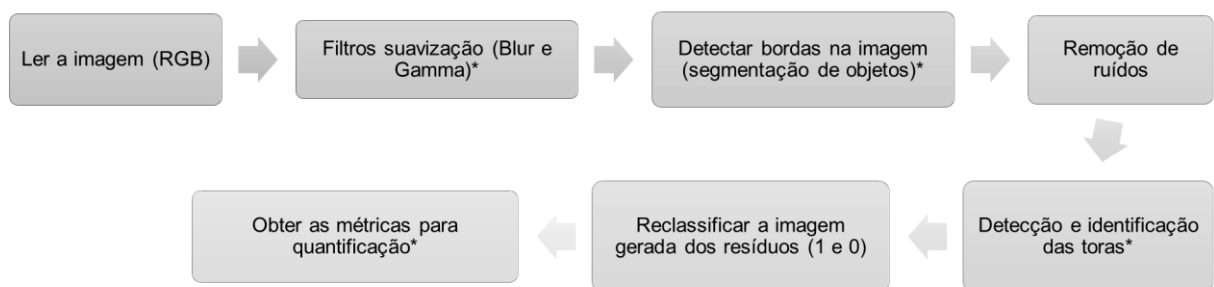 Ler a imagem (RGB)
Filtros suavização (Blur e
Gamma)*
Detectar bordas na imagem
(segmentação de objetos)*
Remoção de
ruídos
Detecção e identificação
das toras*
Reclassificar a imagem
gerada dos resíduos (1 e 0)
Obter as métricas para
quantificação*